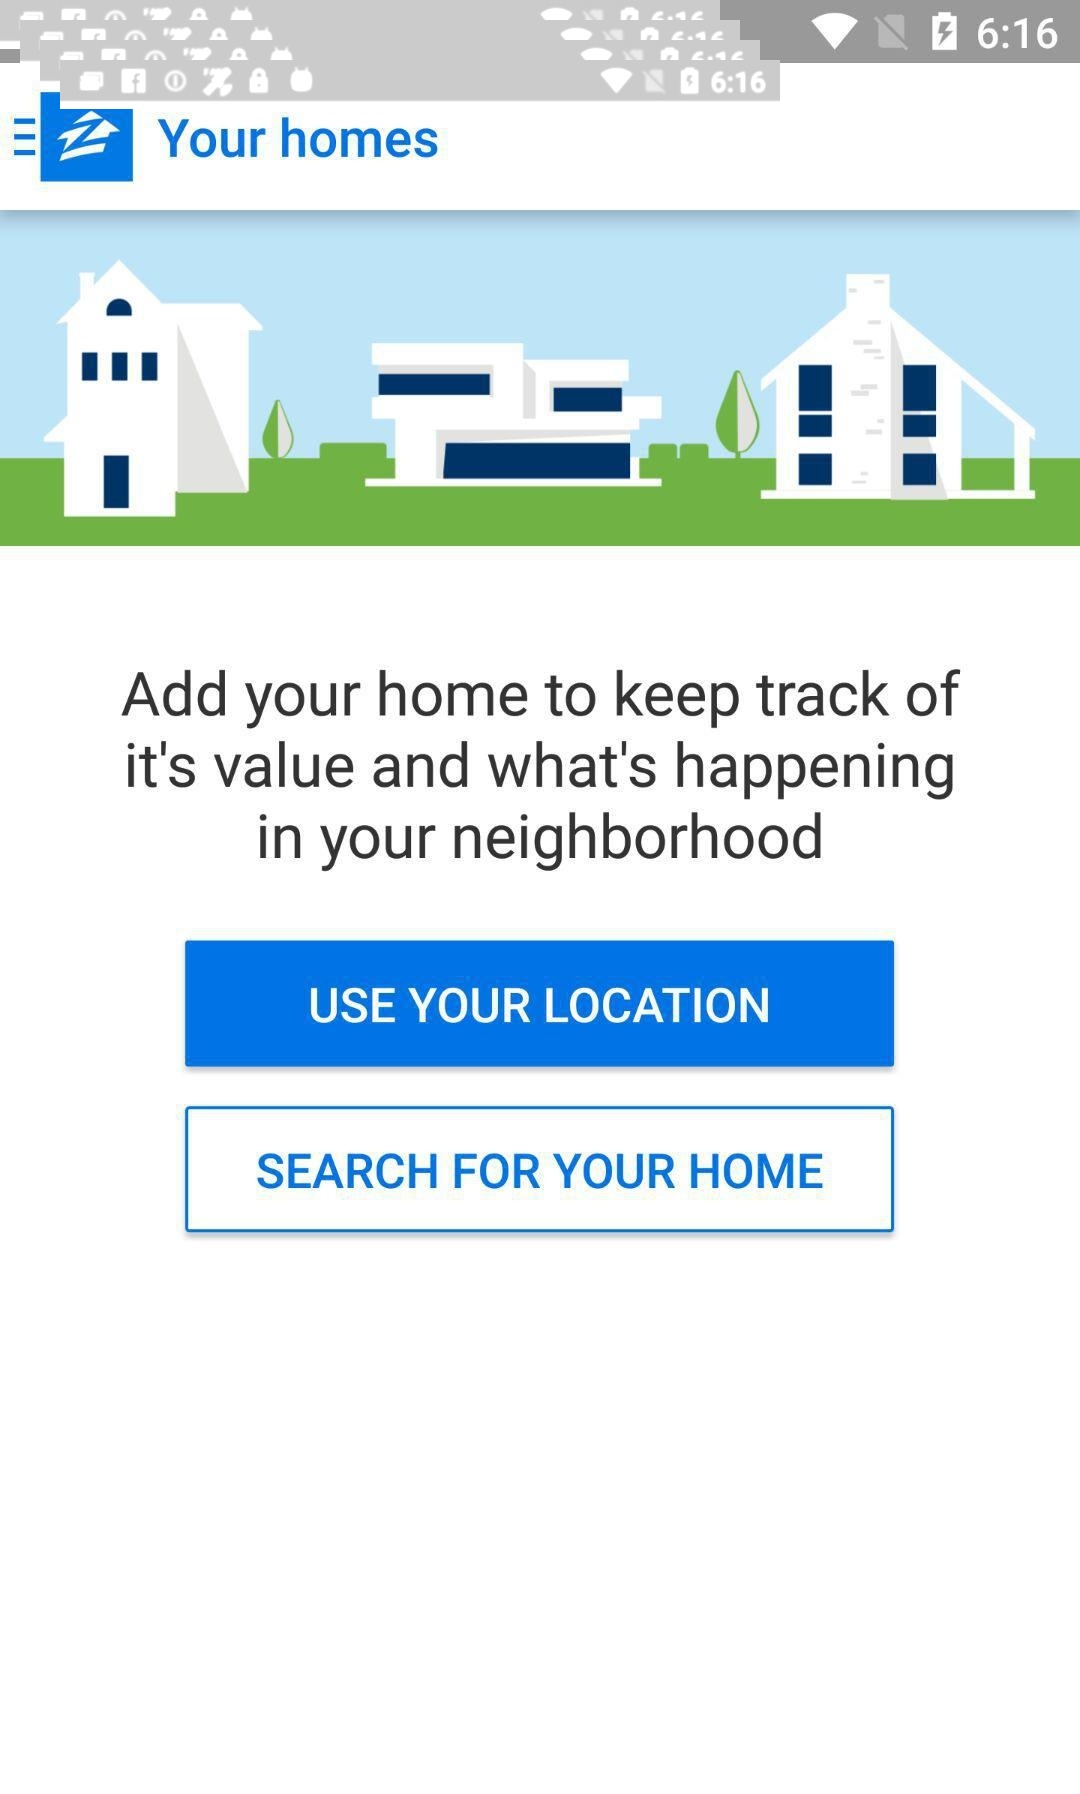 6:16
6:16
Your homes
Add your home to keep track of
it's value and what's happening
in your neighborhood
USE YOUR LOCATION
SEARCH FOR YOUR HOME